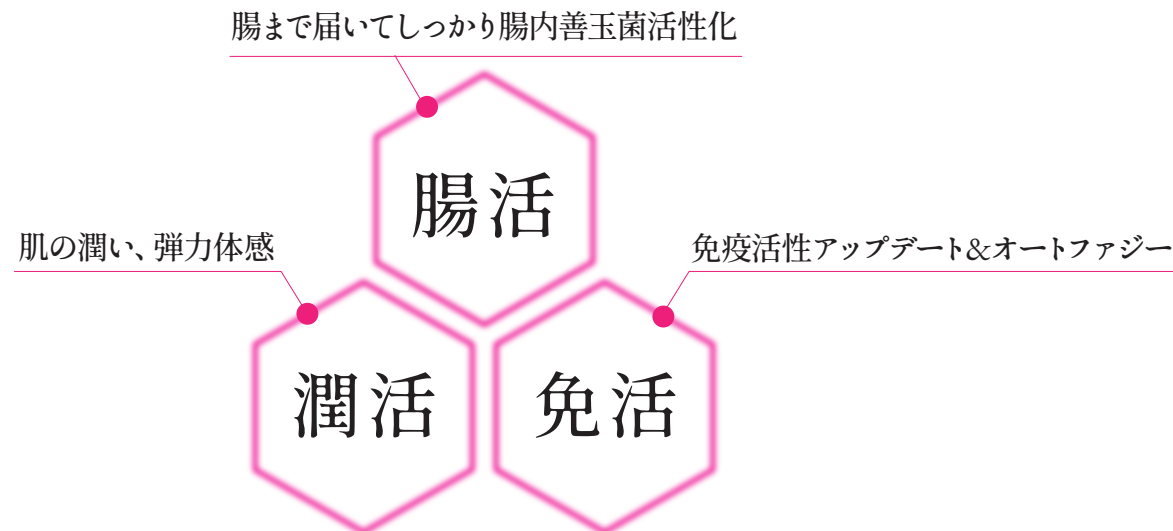 腸まで届いてしっかり腸内善玉菌活性化
腸活
肌の潤い、弾力体感
免疫活性アップデート&オートファジー
潤活
免活